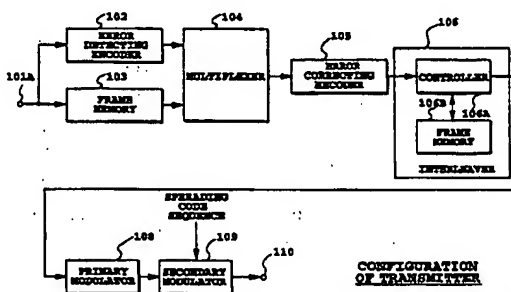 102
ERROR
DETECTING
ENCODER
104
103
FRAME
MEMORY
101A
MULTIPLEXER
105
ERROR
CORRECTING
ENCODER
106
CONTROLLER
106B
106A
FRAME
MEMORY
INTERLEAVER
SPREADING
CODE
SEQUENCE
108
109
110
PRIMARY
MODULATOR
SECONDARY
MODULATOR
CONFIGURATION
OF TRANSMITTER